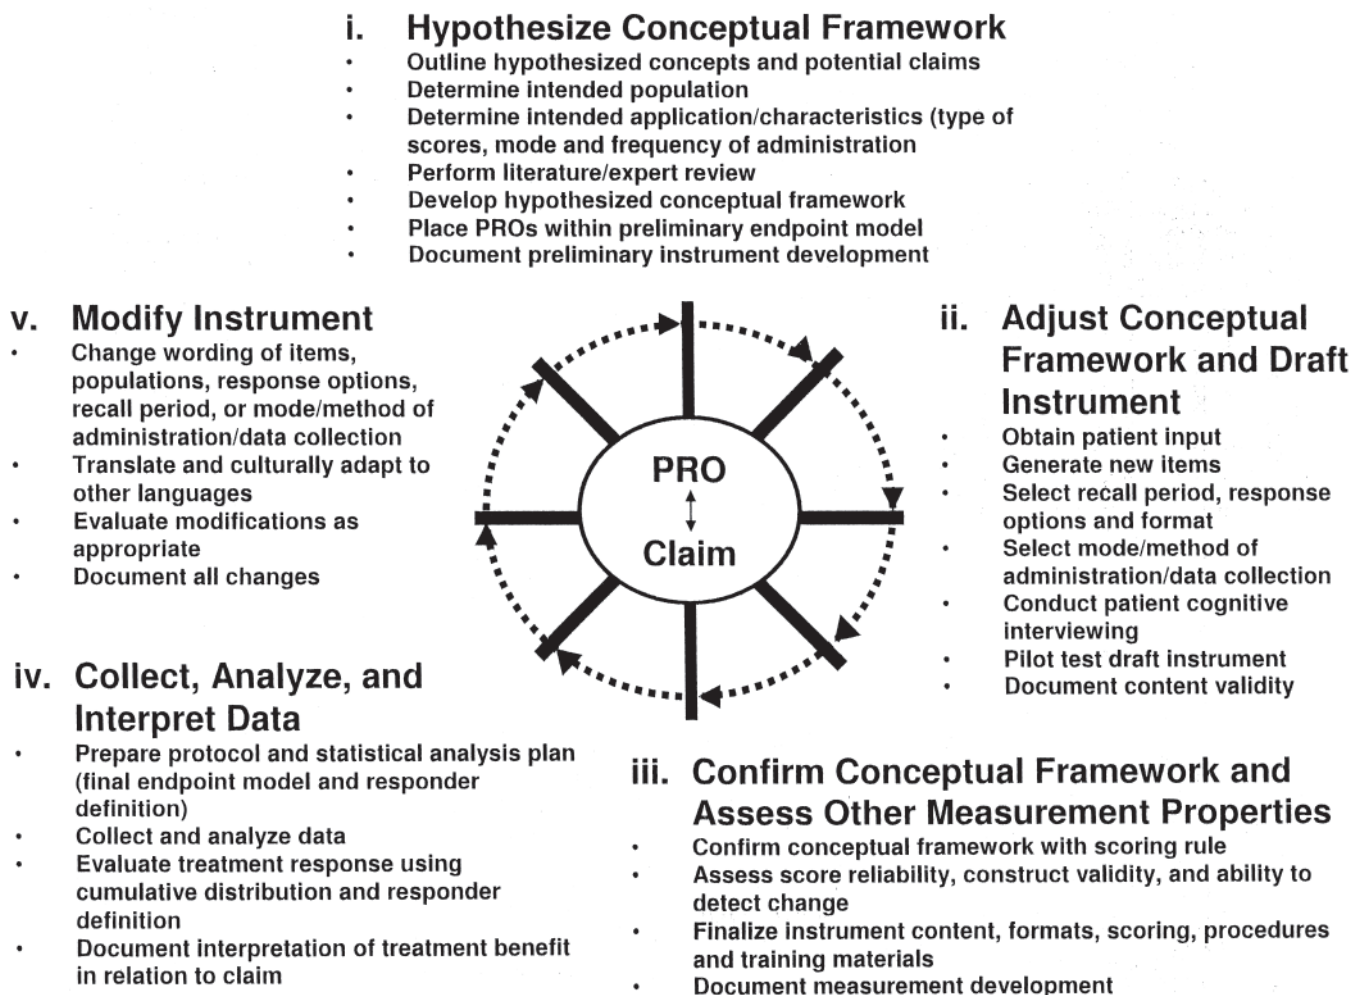 i. Hypothesize Conceptual Framework
• Outline hypothesized concepts and potential claims
• Determine intended population
• Determine intended application/characteristics (type of
scores, mode and frequency of administration
• Perform literature/expert review
• Develop hypothesized conceptual framework
• Place PROs within preliminary endpoint model
• Document preliminary instrument development
ii. Adjust Conceptual
Framework and Draft
Instrument
• Obtain patient input
• Generate new items
• Select recall period, response
options and format
• Select mode/method of
administration/data collection
• Conduct patient cognitive
interviewing
• Pilot test draft instrument
• Document content validity
iii. Confirm Conceptual Framework and
Assess Other Measurement Properties
• Confirm conceptual framework with scoring rule
• Assess score reliability, construct validity, and ability to
detect change
• Finalize instrument content, formats, scoring, procedures
and training materials
• Document measurement development
iv. Collect, Analyze, and
Interpret Data
• Prepare protocol and statistical analysis plan
(final endpoint model and responder
definition)
• Collect and analyze data
• Evaluate treatment response using
cumulative distribution and responder
definition
• Document interpretation of treatment benefit
in relation to claim
v. Modify Instrument
• Change wording of items,
populations, response options,
recall period, or mode/method of
administration/data collection
• Translate and culturally adapt to
other languages
• Evaluate modifications as
appropriate
• Document all changes
PRO
Claim